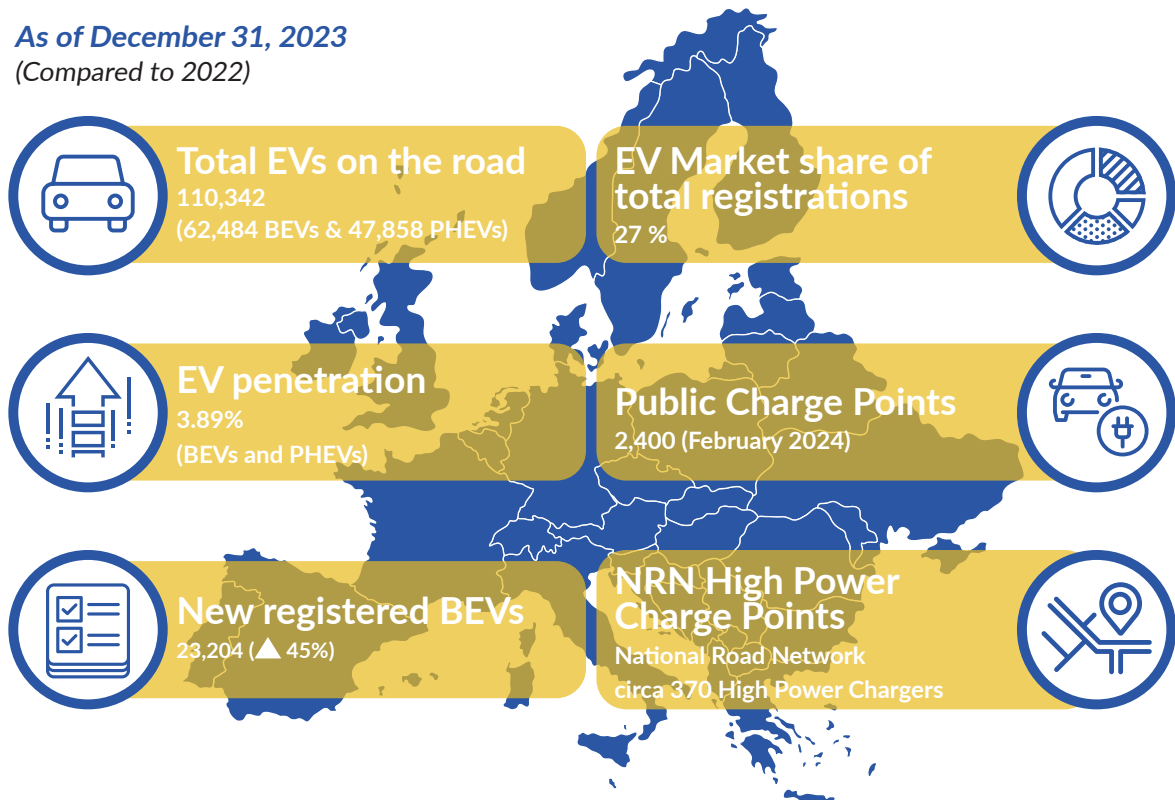 As of December 31, 2023
(Compared to 2022)
Total EVs on the road
110,342
(62,484 BEVs & 47,858 PHEVs)
EV Market share of
total registrations
27 %
EV penetration
3.89%
(BEVs and PHEVs)
Public Charge Points
2,400 (February 2024)
New registered BEVs
23,204 (▲ 45%)
NRN High Power
Charge Points
National Road Network
circa 370 High Power Chargers